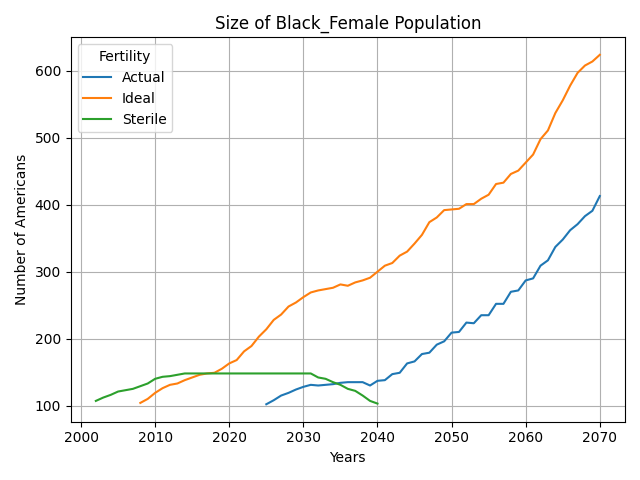 Size of Black_Female Population
Fertility
Actual
Ideal
Sterile
Number of Americans
600
500
400
300
200
100
2000 2010 2020 2030 2040 2050 2060 2070
Years